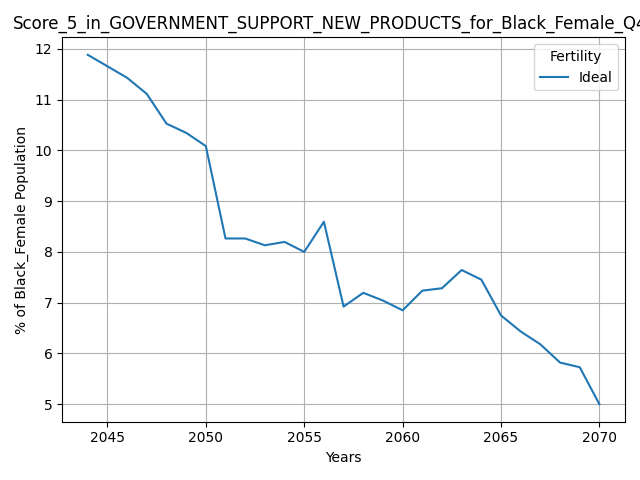 Score_5_in_GOVERNMENT_SUPPORT_NEW_PRODUCTS_for_Black_Female_Q4
Fertility
Ideal
% of Black_Female Population
12
11
10
9
8
7
6
5
2045 2050 2055 2060 2065 2070
Years